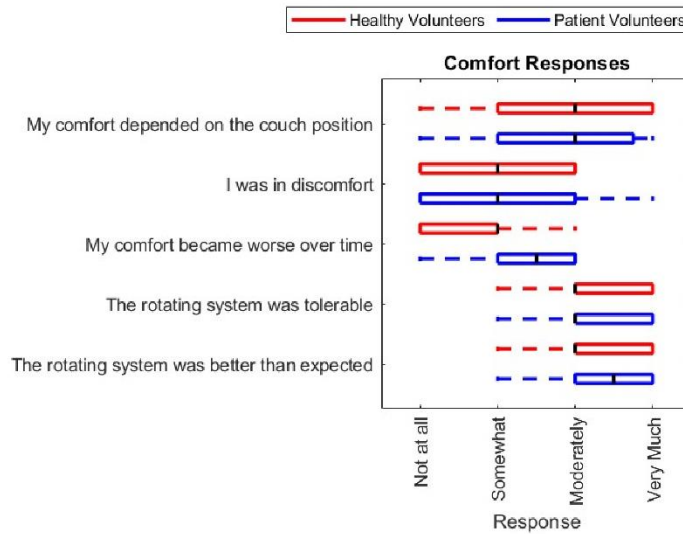 Healthy Volunteers Patient Volunteers
Comfort Responses
My comfort depended on the couch position
I was in discomfort
My comfort became worse over time
The rotating system was tolerable
The rotating system was better than expected
Not at all
Somewhat
Moderately
Very Much
Response